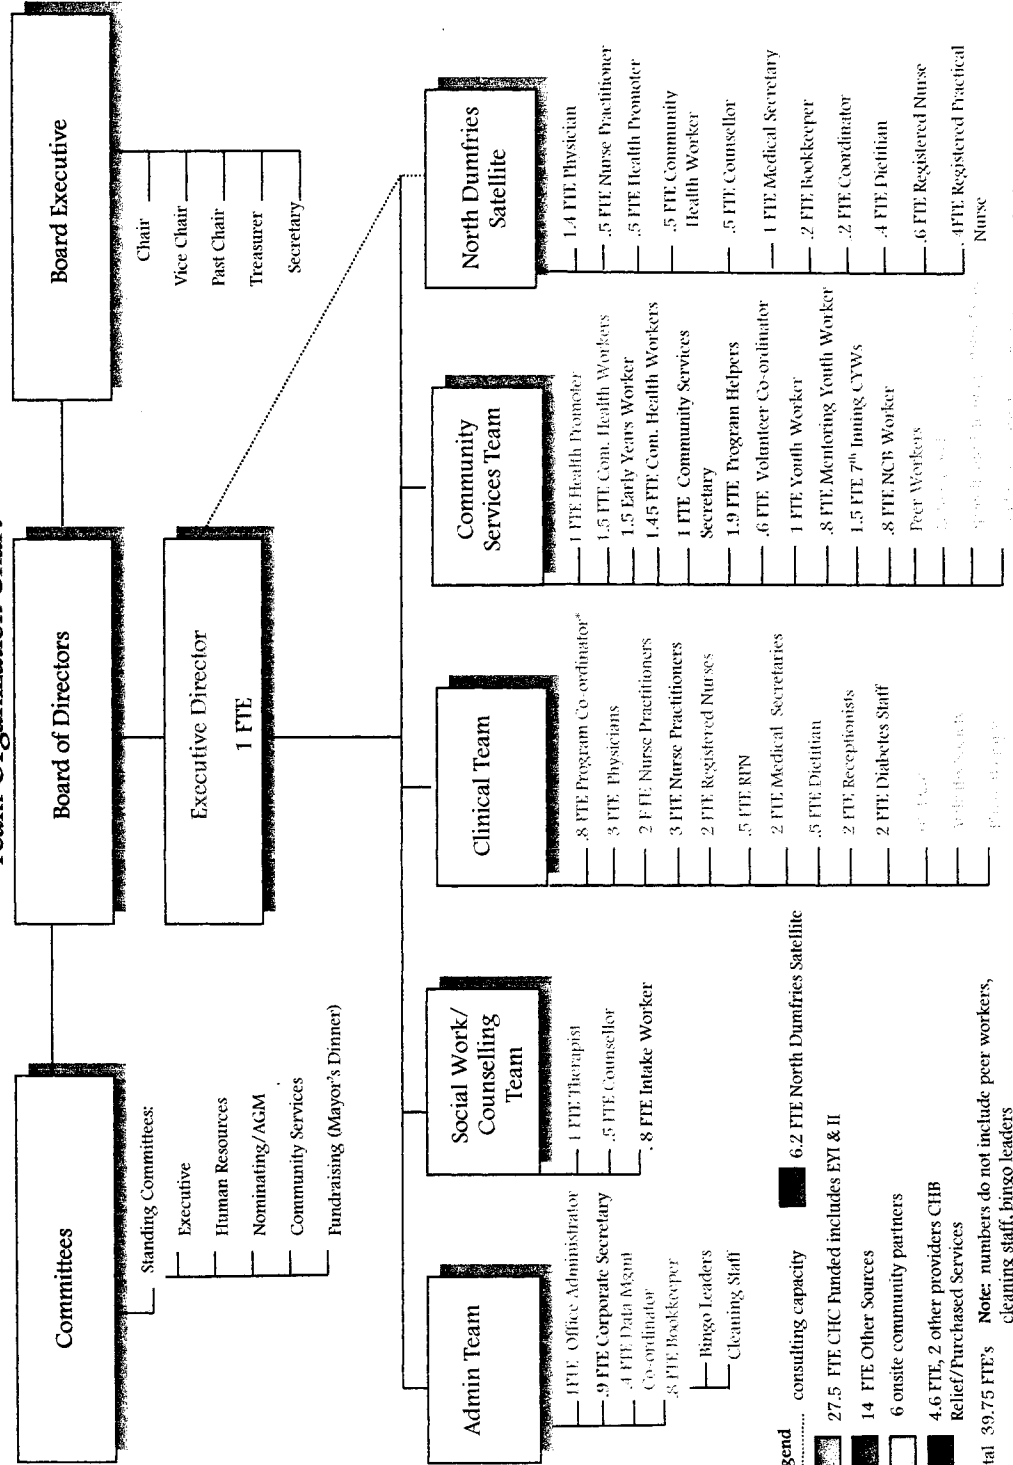 Team Organization Chart
Committees
Standing Committees:
Executive
Human Resources
Nominating/AGM
Community Services
Fundraising (Mayor's Dinner)
Board of Directors
Board Executive
Chair
Vice Chair
Past Chair
Treasurer
Secretary
Executive Director
1 FTE
Admin Team
1 FTE Office Administrator
.9 FTE Corporate Secretary
.4 FTE Data Mgmt
Co-ordinator
.8 FTE Bookkeeper
Bingo Leaders
Cleaning Staff
Social Work/
Counselling
Team
1 FTE Therapist
.5 FTE Counsellor
.8 FTE Intake Worker
Clinical Team
.8 FTE Program Co-ordinator*
3 FTE Physicians
2 FTE Nurse Practitioners
3 FTE Nurse Practitioners
2 FTE Registered Nurses
.5 FTE RPN
2 FTE Medical Secretaries
.5 FTE Dietitian
2 FTE Receptionists
2 FTE Diabetes Staff
Community
Services Team
1 FTE Health Promoter
1.5 FTE Com. Health Workers
1.5 Early Years Worker
1.45 FTE Com. Health Workers
1 FTE Community Services
Secretary
1.9 FTE Program Helpers
.6 FTE Volunteer Co-ordinator
1 FTE Youth Worker
.8 FTE Mentoring Youth Worker
1.5 FTE 7th Inning CYWs
.8 FTE NCB Worker
Peer Workers
North Dumfries
Satellite
1.4 FTE Physician
.5 FTE Nurse Practitioner
.5 FTE Health Promoter
.5 FTE Community
Health Worker
.5 FTE Counsellor
1 FTE Medical Secretary
.2 FTE Bookkeeper
.2 FTE Coordinator
.4 FTE Dietitian
.6 FTE Registered Nurse
.4FTE Registered Practical
Nurse
gend
consulting capacity
27.5 FTE CHC Funded includes EYI & II
14 FTE Other Sources
6 onsite community partners
4.6 FTE, 2 other providers CHB
Relief/Purchased Services
6.2 FTE North Dumfries Satellite
tal 39.75 FTE's Note: numbers do not include peer workers,
cleaning staff, bingo leaders